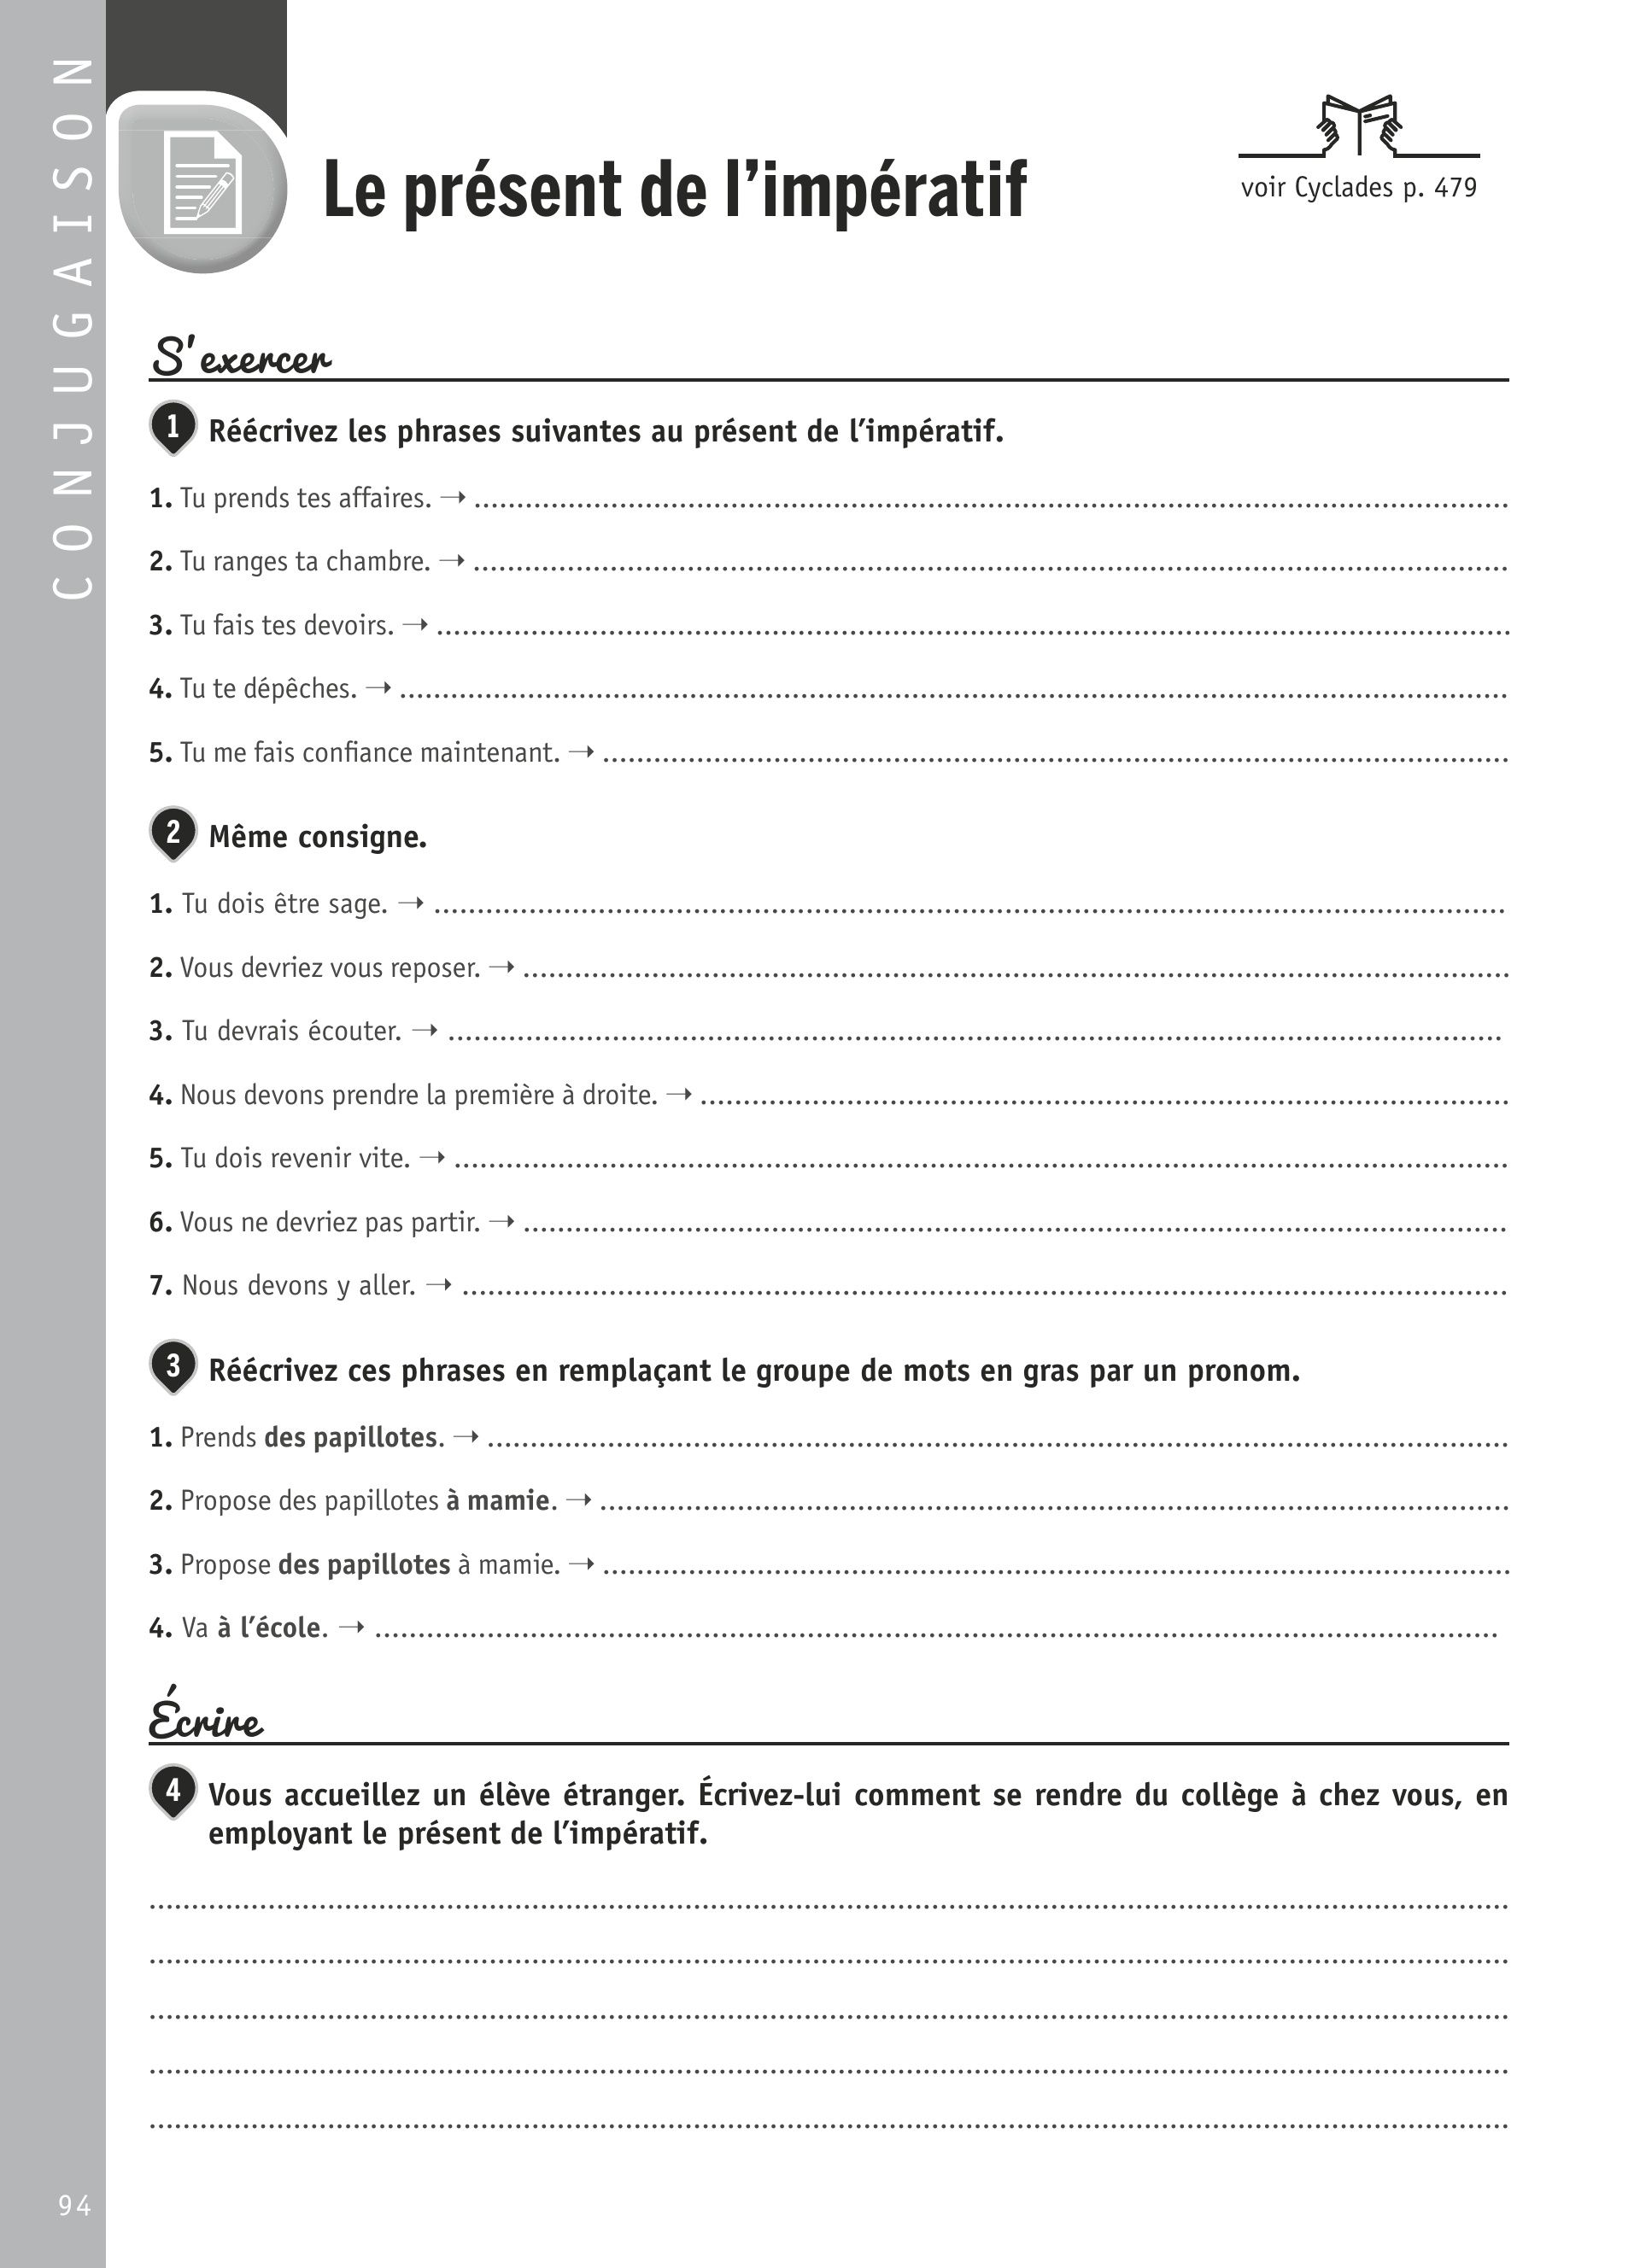 CONJUGAISON
Le présent de l'impératif
voir Cyclades p. 479
S'exercer
1 Réécrivez les phrases suivantes au présent de l'impératif.
1. Tu prends tes affaires. → ................................................................
2. Tu ranges ta chambre. → ................................................................
3. Tu fais tes devoirs. → ................................................................
4. Tu te dépêches. → ................................................................
5. Tu me fais confiance maintenant. → ................................................................
2 Même consigne.
1. Tu dois être sage. → ................................................................
2. Vous devriez vous reposer. → ................................................................
3. Tu devrais écouter. → ................................................................
4. Nous devons prendre la première à droite. → ................................................................
5. Tu dois revenir vite. → ................................................................
6. Vous ne devriez pas partir. → ................................................................
7. Nous devons y aller. → ................................................................
3 Réécrivez ces phrases en remplaçant le groupe de mots en gras par un pronom.
1. Prends des papillotes. → ................................................................
2. Propose des papillotes à mamie. → ................................................................
3. Propose des papillotes à mamie. → ................................................................
4. Va à l'école. → ................................................................
Écrire
4 Vous accueillez un élève étranger. Écrivez-lui comment se rendre du collège à chez vous, en
employant le présent de l'impératif.
................................................................
................................................................
................................................................
................................................................
................................................................
94